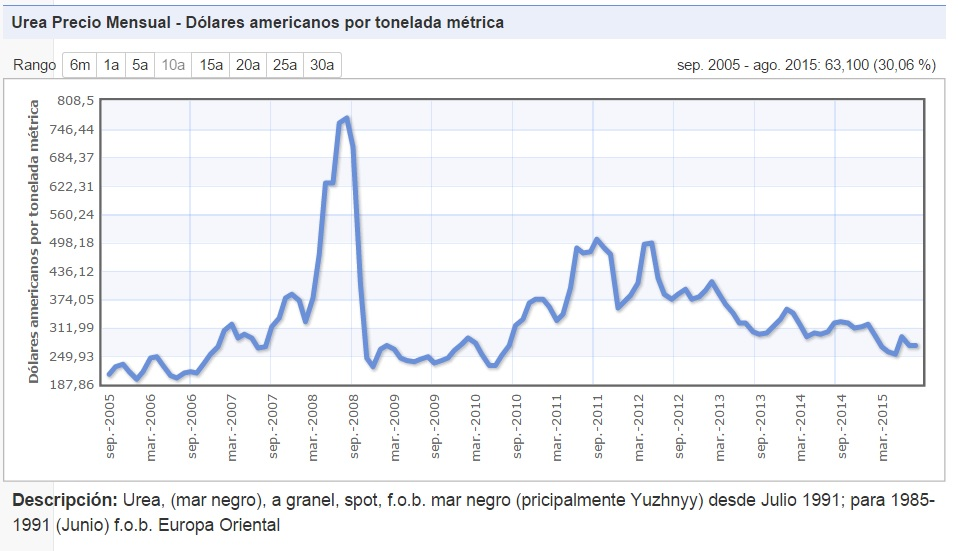 Urea Precio Mensual - Dólares americanos por tonelada métrica
Rango 6m 1a 5a 10a 15a 20a 25a 30a sep. 2005 - ago. 2015: 63,100 (30,06 %)
Dólares americanos por tonelada métrica
808,5
746,44
684,37
622,31
560,24
498,18
436,12
374,05
311,99
249,93
187,86
sep.-2005
mar.-2006
sep.-2006
mar.-2007
sep.-2007
mar.-2008
sep.-2008
mar.-2009
sep.-2009
mar.-2010
sep.-2010
mar.-2011
sep.-2011
mar.-2012
sep.-2012
mar.-2013
sep.-2013
mar.-2014
sep.-2014
mar.-2015
Descripción: Urea, (mar negro), a granel, spot, f.o.b. mar negro (pricipalmente Yuzhnyy) desde Julio 1991; para 1985-
1991 (Junio) f.o.b. Europa Oriental